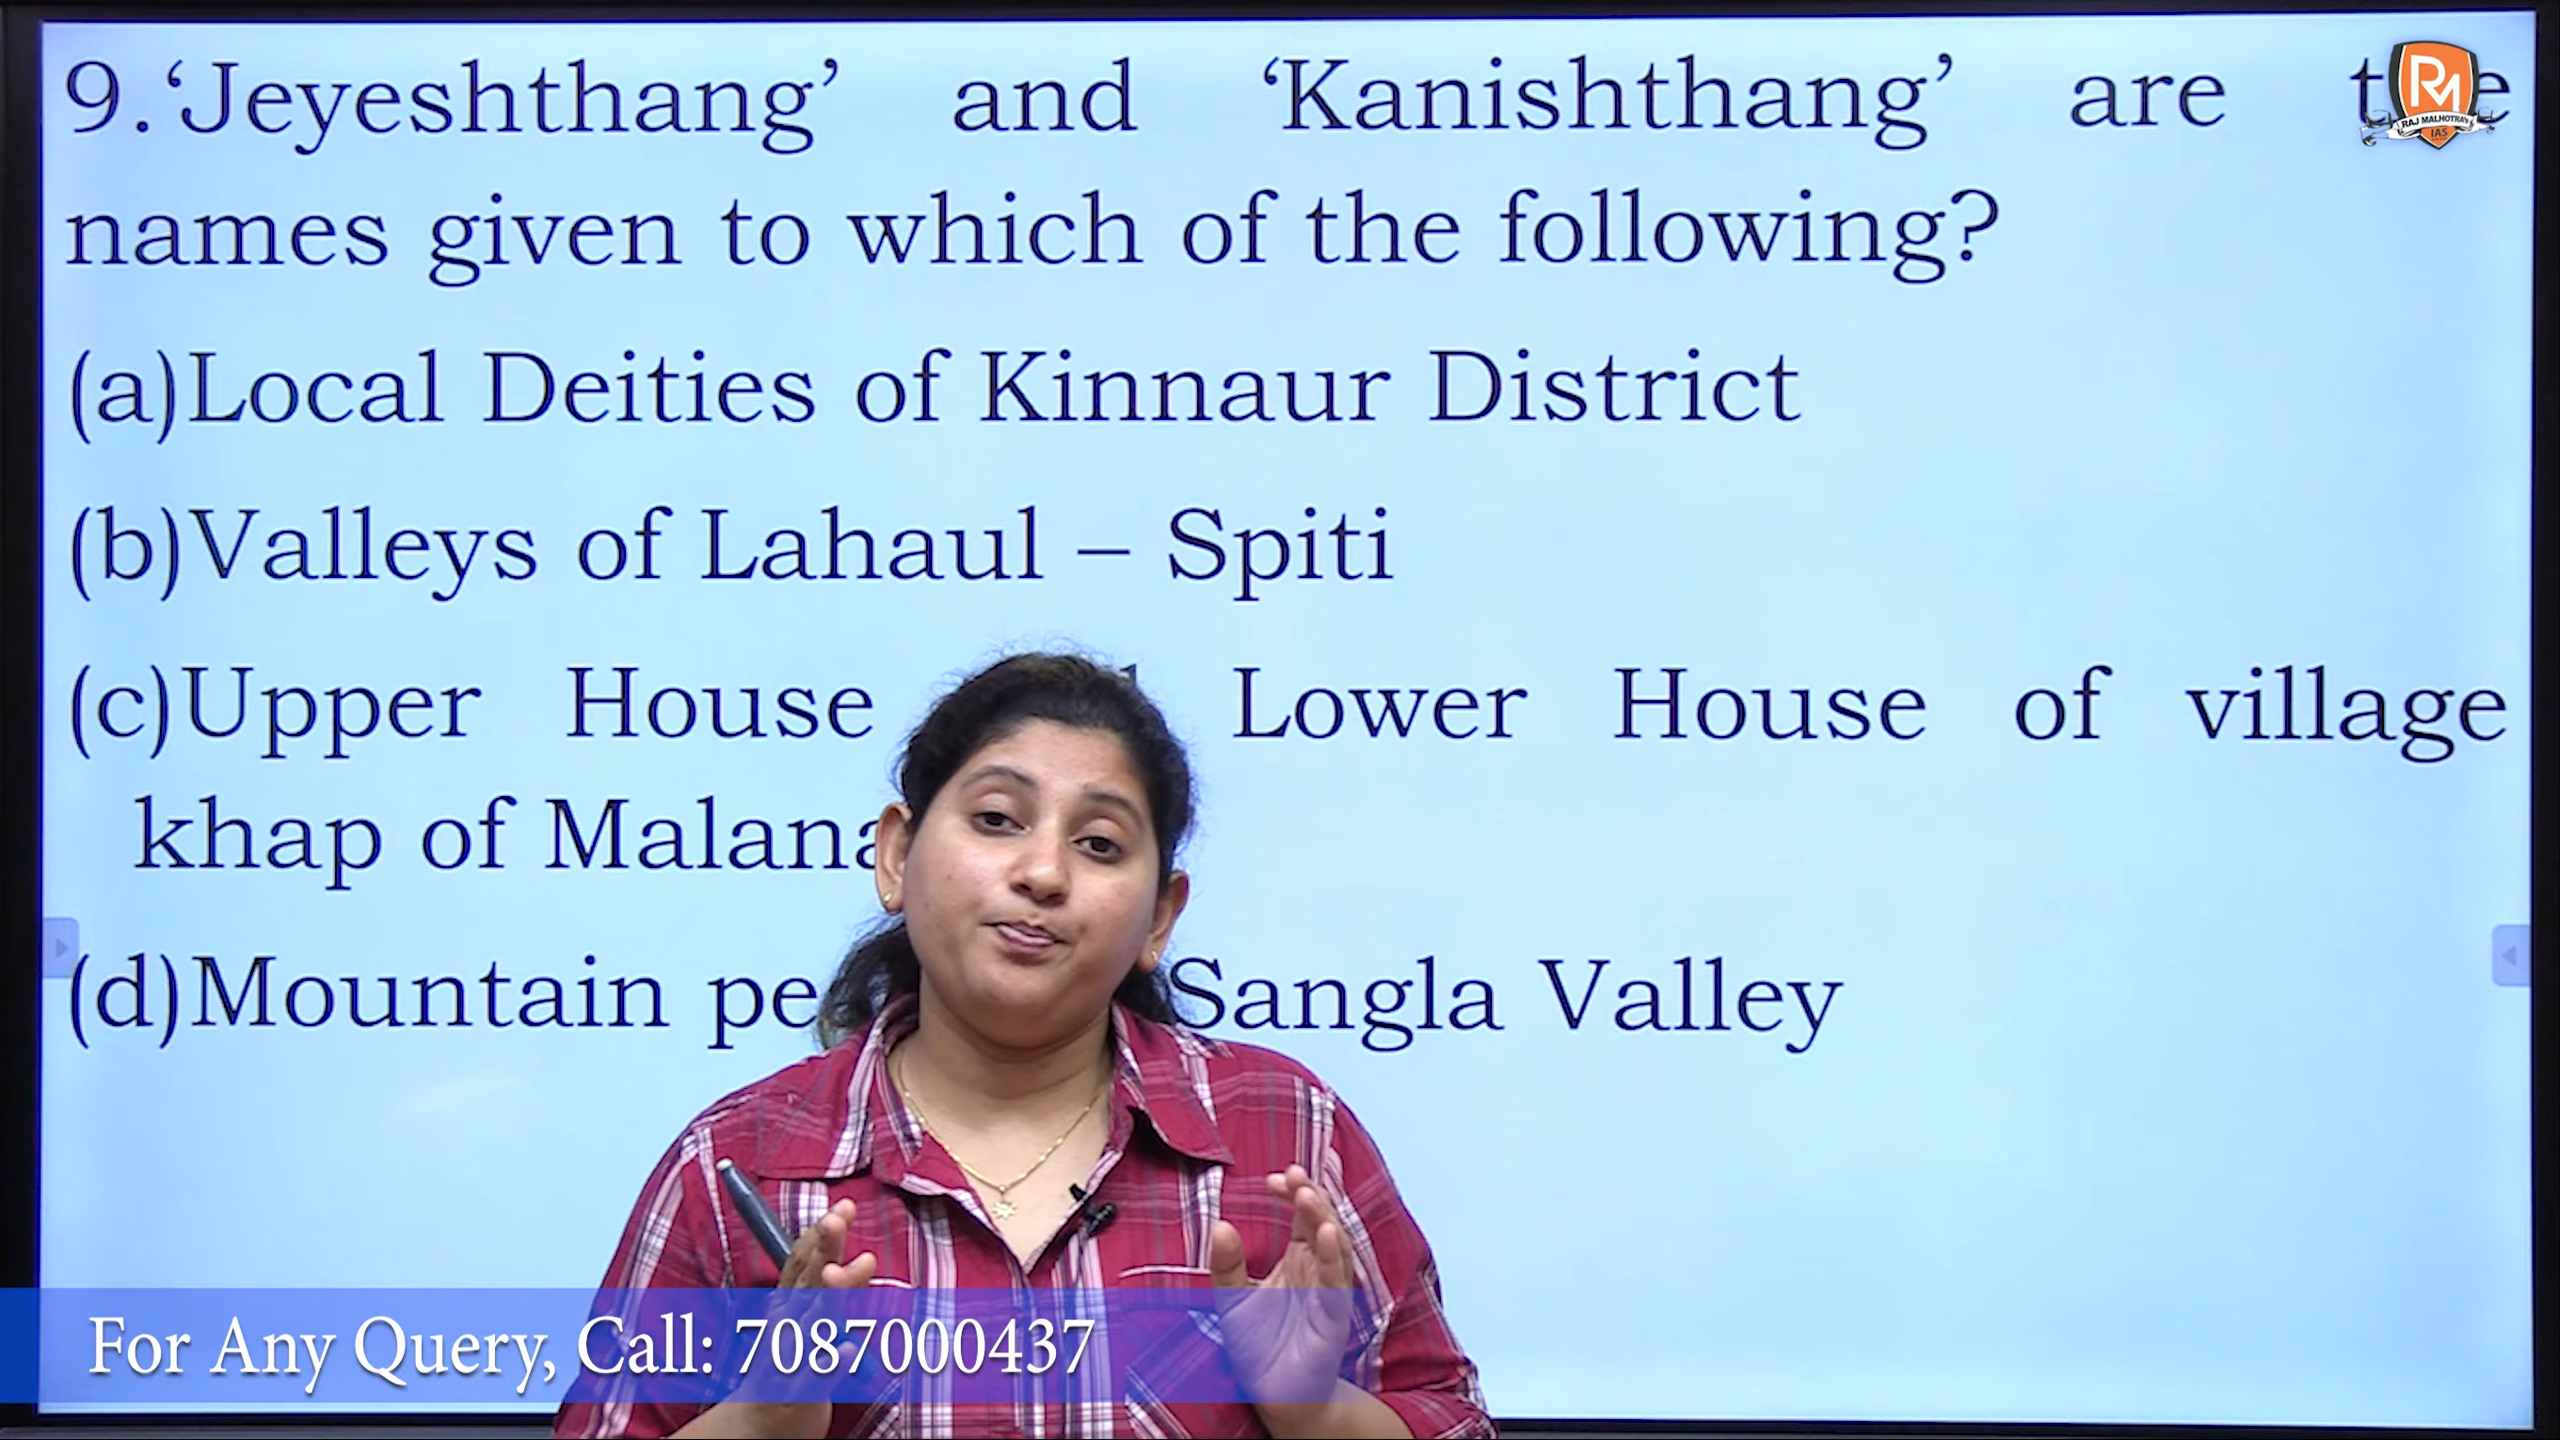 9.‘Jeyeshthang’ and ‘Kanishthang’ are
names given to which of the following?
(a)Local Deities of Kinnaur District
(b)Valleys of Lahaul – Spiti
(c)Upper House Lower House of village
khap of Malana
(d)Mountain Sangla Valley
RM
RAJ MALHOTRA'S
IAS
For Any Query, Call: 7087000437